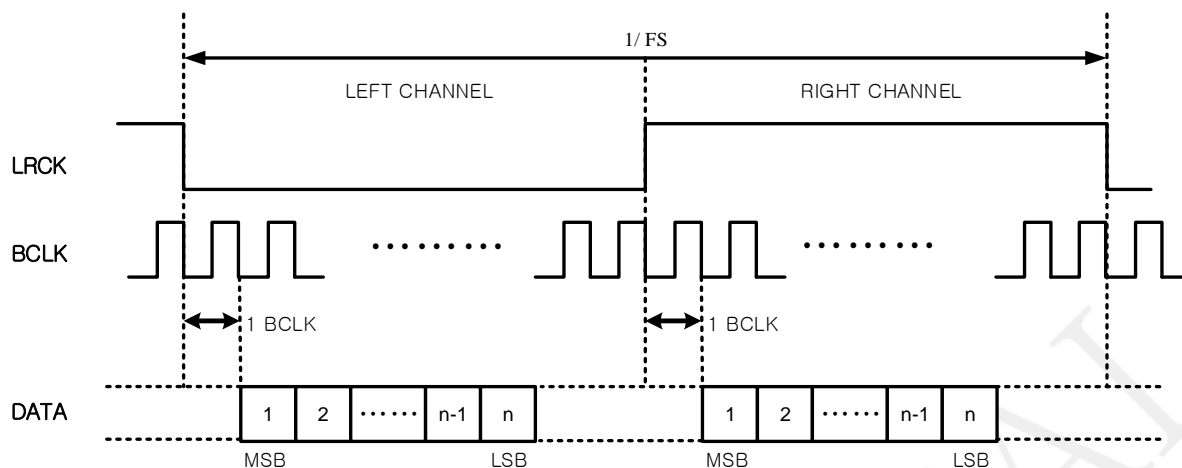 1/ FS
LEFT CHANNEL RIGHT CHANNEL
LRCK
BCLK
1 BCLK 1 BCLK
DATA 1 2 ...... n-1 n 1 2 ...... n-1 n
MSB LSB MSB LSB